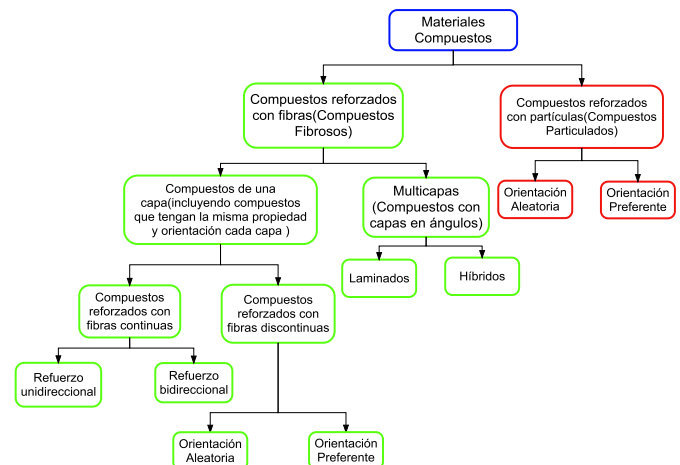 Materiales
Compuestos
Compuestos reforzados
con fibras(Compuestos
Fibrosos)
Compuestos reforzados
con partículas(Compuestos
Particulados)
Compuestos de una
capa(incluyendo compuestos
que tengan la misma propiedad
y orientación cada capa )
Multicapas
(Compuestos con
capas en ángulos)
Orientación
Aleatoria
Orientación
Preferente
Laminados
Híbridos
Compuestos
reforzados con
fibras continuas
Compuestos
reforzados con
fibras discontinuas
Refuerzo
unidireccional
Refuerzo
bidireccional
Orientación
Aleatoria
Orientación
Preferente